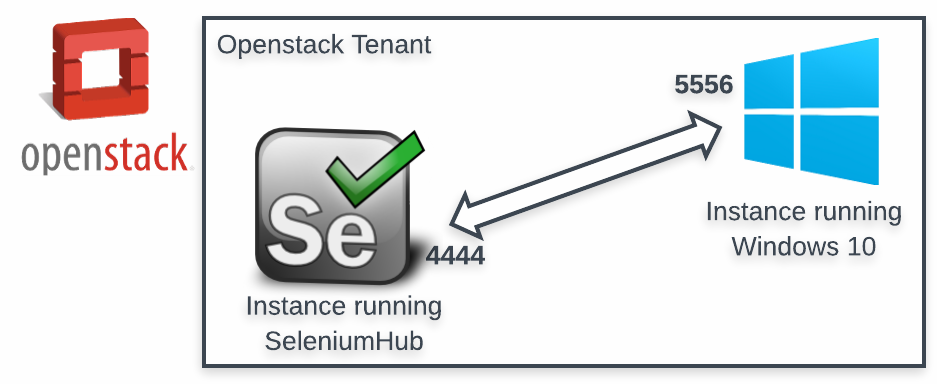 openstack
Openstack Tenant
5556
Se
4444
Instance running
Windows 10
Instance running
SeleniumHub